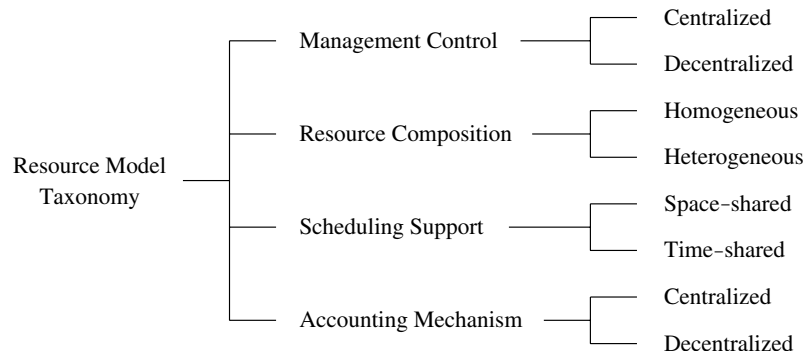 Resource Model
Taxonomy
Management Control
Centralized
Decentralized
Resource Composition
Homogeneous
Heterogeneous
Scheduling Support
Space-shared
Time-shared
Accounting Mechanism
Centralized
Decentralized